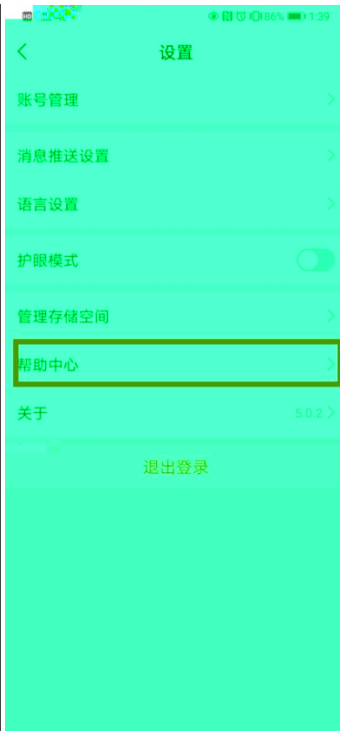 86% 1:39
设置
账号管理
消息推送设置
语言设置
护眼模式
管理存储空间
帮助中心
关于 5.0.2
退出登录